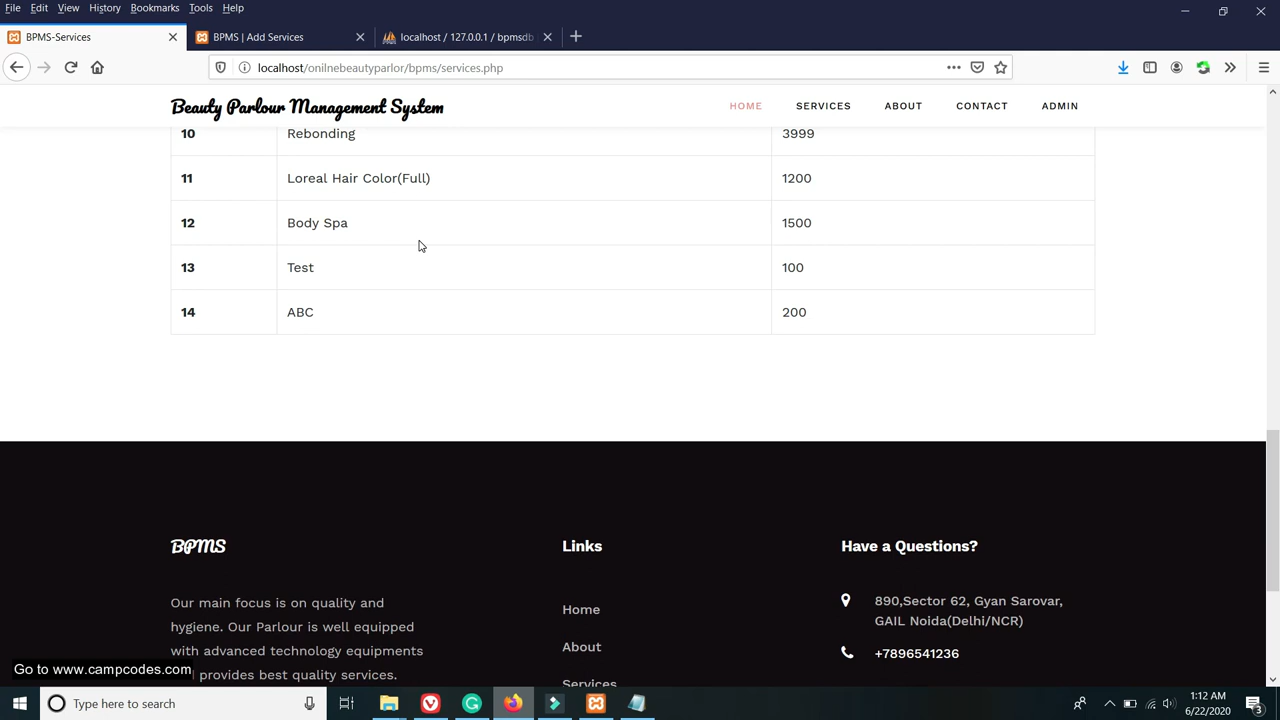 File Edit View History Bookmarks Tools Help
BPMS-Services
BPMS | Add Services
localhost / 127.0.0.1 / bpmsdb
localhost/onilnebeautyparlor/bpms/services.php
Beauty Parlour Management System
HOME SERVICES ABOUT CONTACT ADMIN
10 Rebonding 3999
11 Loreal Hair Color(Full) 1200
12 Body Spa 1500
13 Test 100
14 ABC 200
BPMS Links Have a Questions?
Our main focus is on quality and
hygiene. Our Parlour is well equipped
with advanced technology equipments
provides best quality services.
Home
About
Services
890,Sector 62, Gyan Sarovar,
GAIL Noida(Delhi/NCR)
+7896541236
Go to www.campcodes.com
Type here to search
1:12 AM
6/22/2020
3